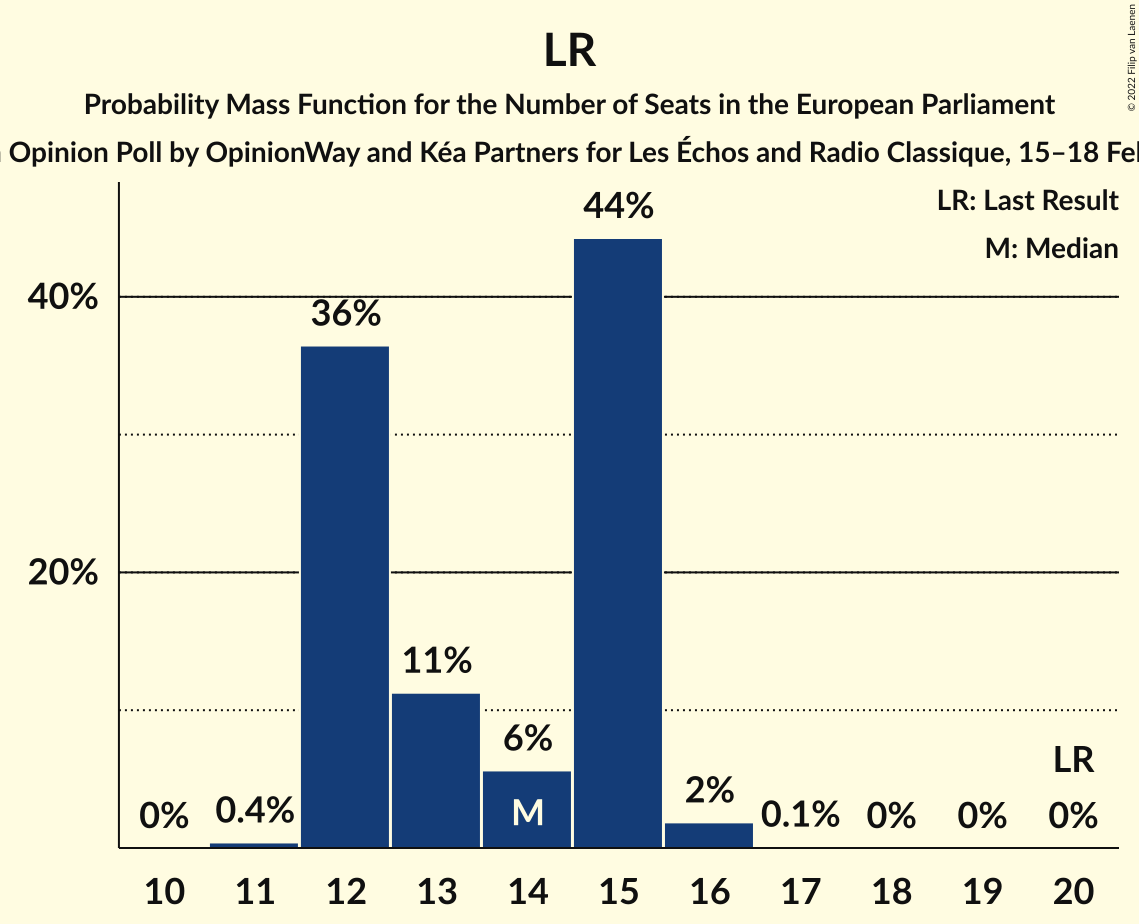 LR
Probability Mass Function for the Number of Seats in the European Parliament
Opinion Poll by OpinionWay and Kéa Partners for Les Échos and Radio Classique, 15–18
© 2022 Filip van Laenen
LR: Last Result
M: Median
44%
40%
36%
20%
11%
6%
LR
M
2%
0%
0.4%
0.1%
0%
0%
0%
10 11 12 13 14 15 16 17 18 19 20